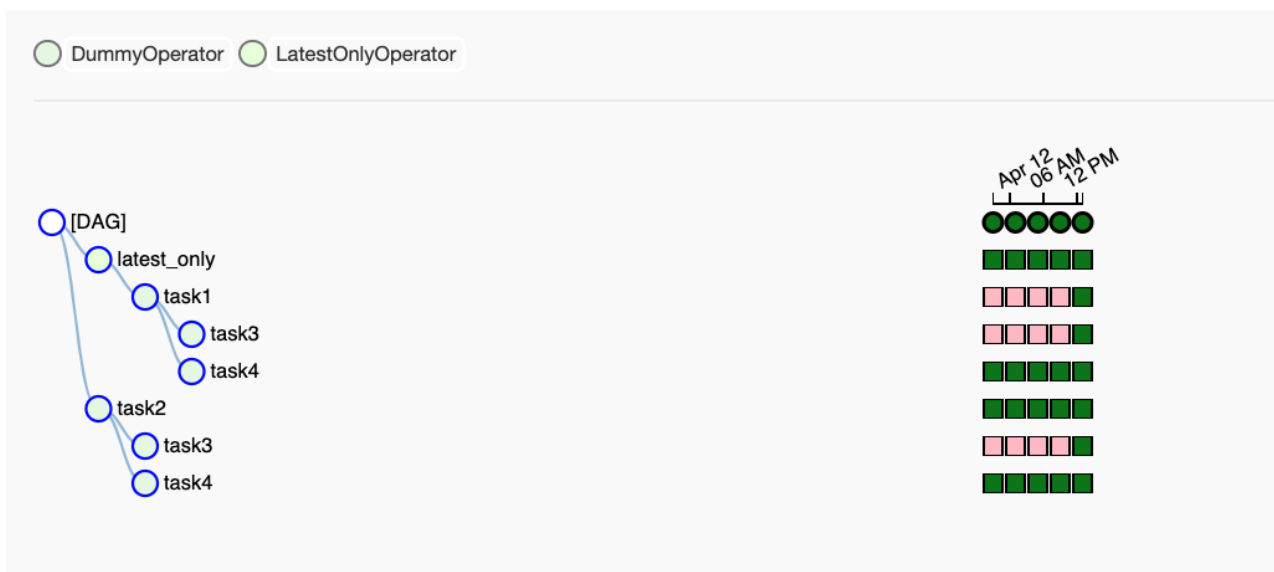 DummyOperator LatestOnlyOperator
Apr 12
06 AM
12 PM
[DAG]
latest_only
task1
task3
task4
task2
task3
task4